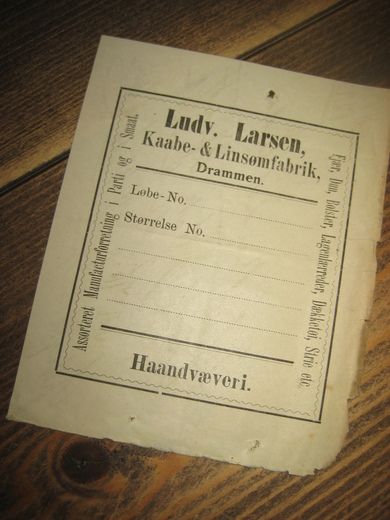 Ludv. Larsen,
Kaabe- & Linsømfabrik,
Drammen.
Løbe-No.
Størrelse No.
Haandvæveri.
Assorteret Manufacturforretning i Parti og i Smaat.
Fjær, Dun, Bolster, Lagenlærreder, Dækketøi, Strie etc.